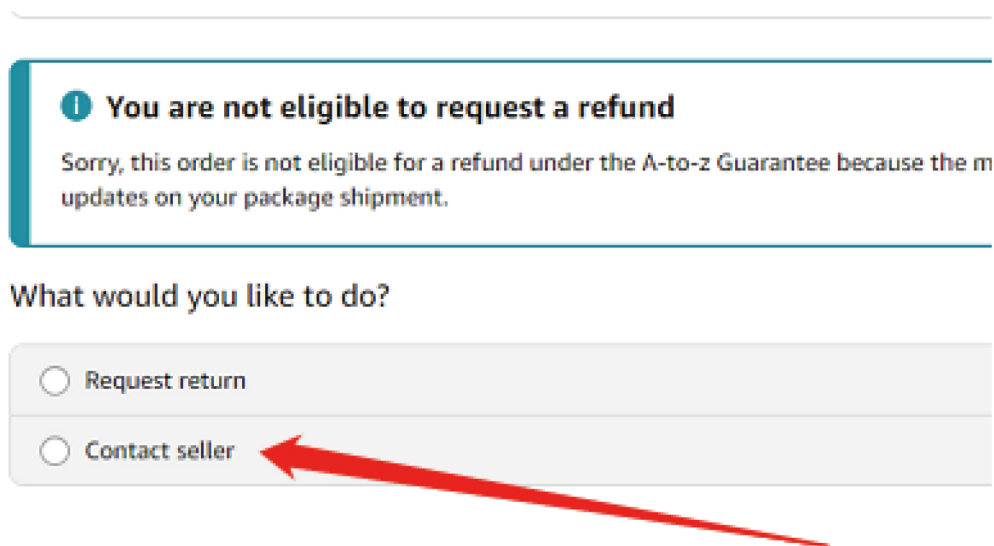 You are not eligible to request a refund
Sorry, this order is not eligible for a refund under the A-to-z Guarantee because the m
updates on your package shipment.
What would you like to do?
Request return
Contact seller